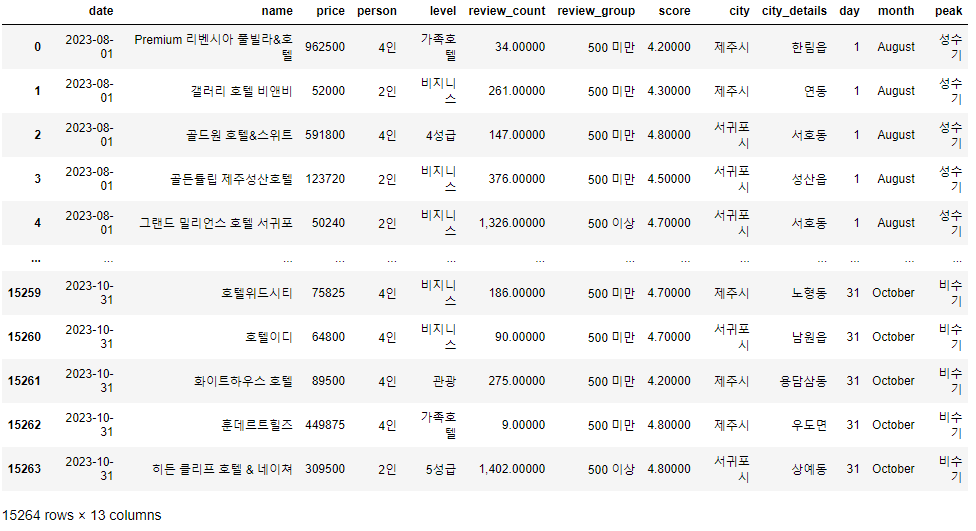 date name price person level review_count review_group score city city_details day month peak
0 2023-08-01 Premium 리벤시아 풀빌라&호텔 962500 4인 가족호텔 34.00000 500 미만 4.20000 제주시 한림읍 1 August 성수기
1 2023-08-01 갤러리 호텔 비앤비 52000 2인 비지니스 261.00000 500 미만 4.30000 제주시 연동 1 August 성수기
2 2023-08-01 골드원 호텔&스위트 591800 4인 4성급 147.00000 500 미만 4.80000 서귀포시 서호동 1 August 성수기
3 2023-08-01 골든튤립 제주성산호텔 123720 2인 비지니스 376.00000 500 미만 4.50000 서귀포시 성산읍 1 August 성수기
4 2023-08-01 그랜드 밀리언스 호텔 서귀포 50240 2인 비지니스 1,326.00000 500 이상 4.70000 서귀포시 서호동 1 August 성수기
... ... ... ... ... ... ... ... ... ... ... ... ... ...
15259 2023-10-31 호텔위드시티 75825 4인 비지니스 186.00000 500 미만 4.70000 제주시 노형동 31 October 비수기
15260 2023-10-31 호텔이디 64800 4인 비지니스 90.00000 500 미만 4.70000 서귀포시 남원읍 31 October 비수기
15261 2023-10-31 화이트하우스 호텔 89500 4인 관광 275.00000 500 미만 4.20000 제주시 용담삼동 31 October 비수기
15262 2023-10-31 훈데르트힐즈 449875 4인 가족호텔 9.00000 500 미만 4.80000 제주시 우도면 31 October 비수기
15263 2023-10-31 히든 클리프 호텔 & 네이쳐 309500 2인 5성급 1,402.00000 500 이상 4.80000 서귀포시 상예동 31 October 비수기
15264 rows × 13 columns